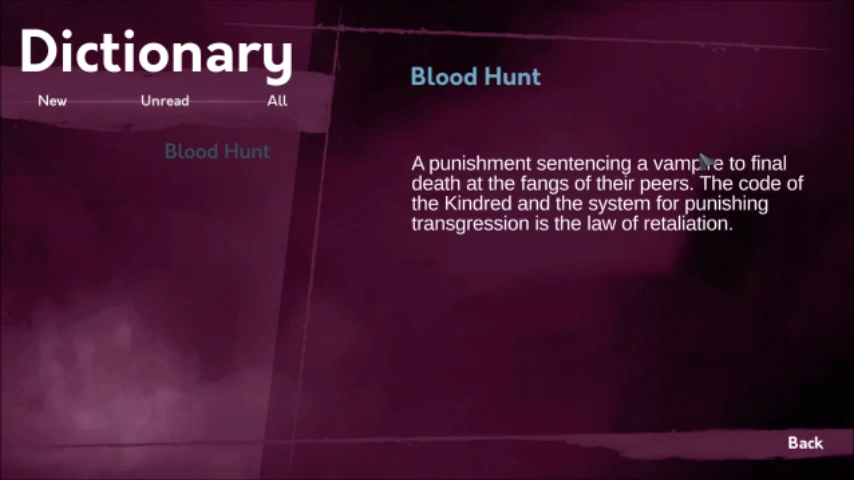 Dictionary
New Unread All
Blood Hunt
Blood Hunt
A punishment sentencing a vampire to final
death at the fangs of their peers. The code of
the Kindred and the system for punishing
transgression is the law of retaliation.
Back